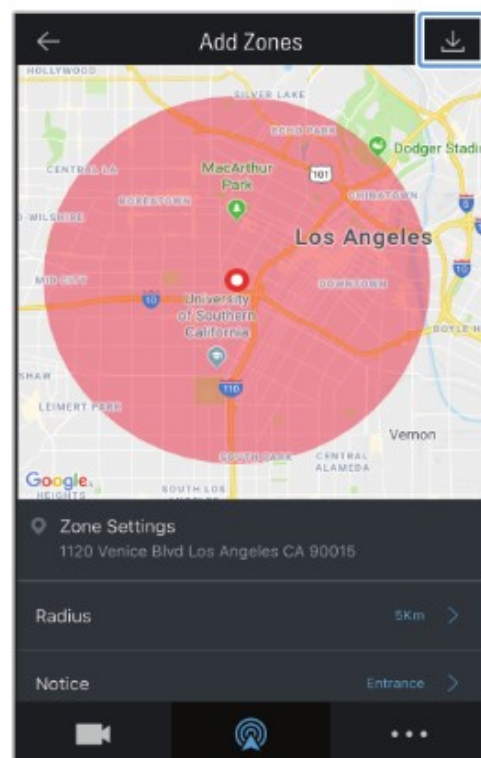 Add Zones
HOLLYWOOD
SILVER LAKE
ECHO PARK
Dodger Stadi
CENTRAL LA
MacArthur
Park
101
CHINATOWN
KOREATOWN
5
Los Angeles
MID CITY
10
DOWNTOWN
10
University
of Southern
California
BOYLE H
SHAW
110
LEIMERT PARK
Vernon
SOUTH PARK
CENTRAL
ALAMEDA
Google
HEIGHTS
SOUTH LOS
Zone Settings
1120 Venice Blvd Los Angeles CA 90015
Radius
5Km
Notice
Entrance